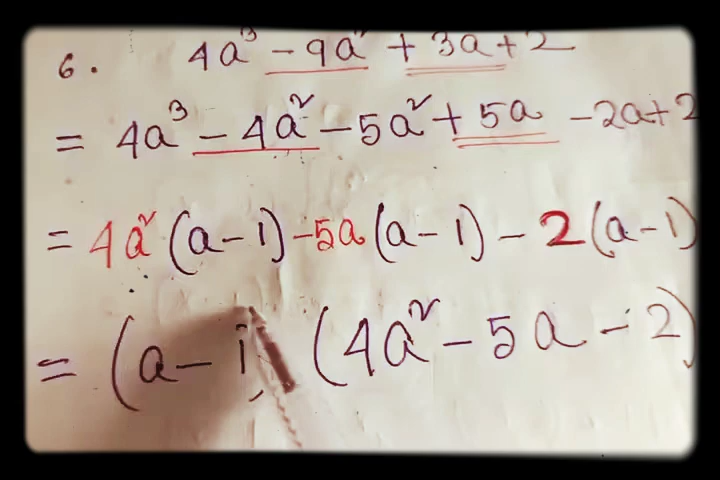 6. 4a³ - 9a² + 3a + 2
= 4a³ - 4a² - 5a² + 5a - 2a + 2
= 4a² (a - 1) - 5a (a - 1) - 2 (a - 1)
= (a - 1) (4a² - 5a - 2)